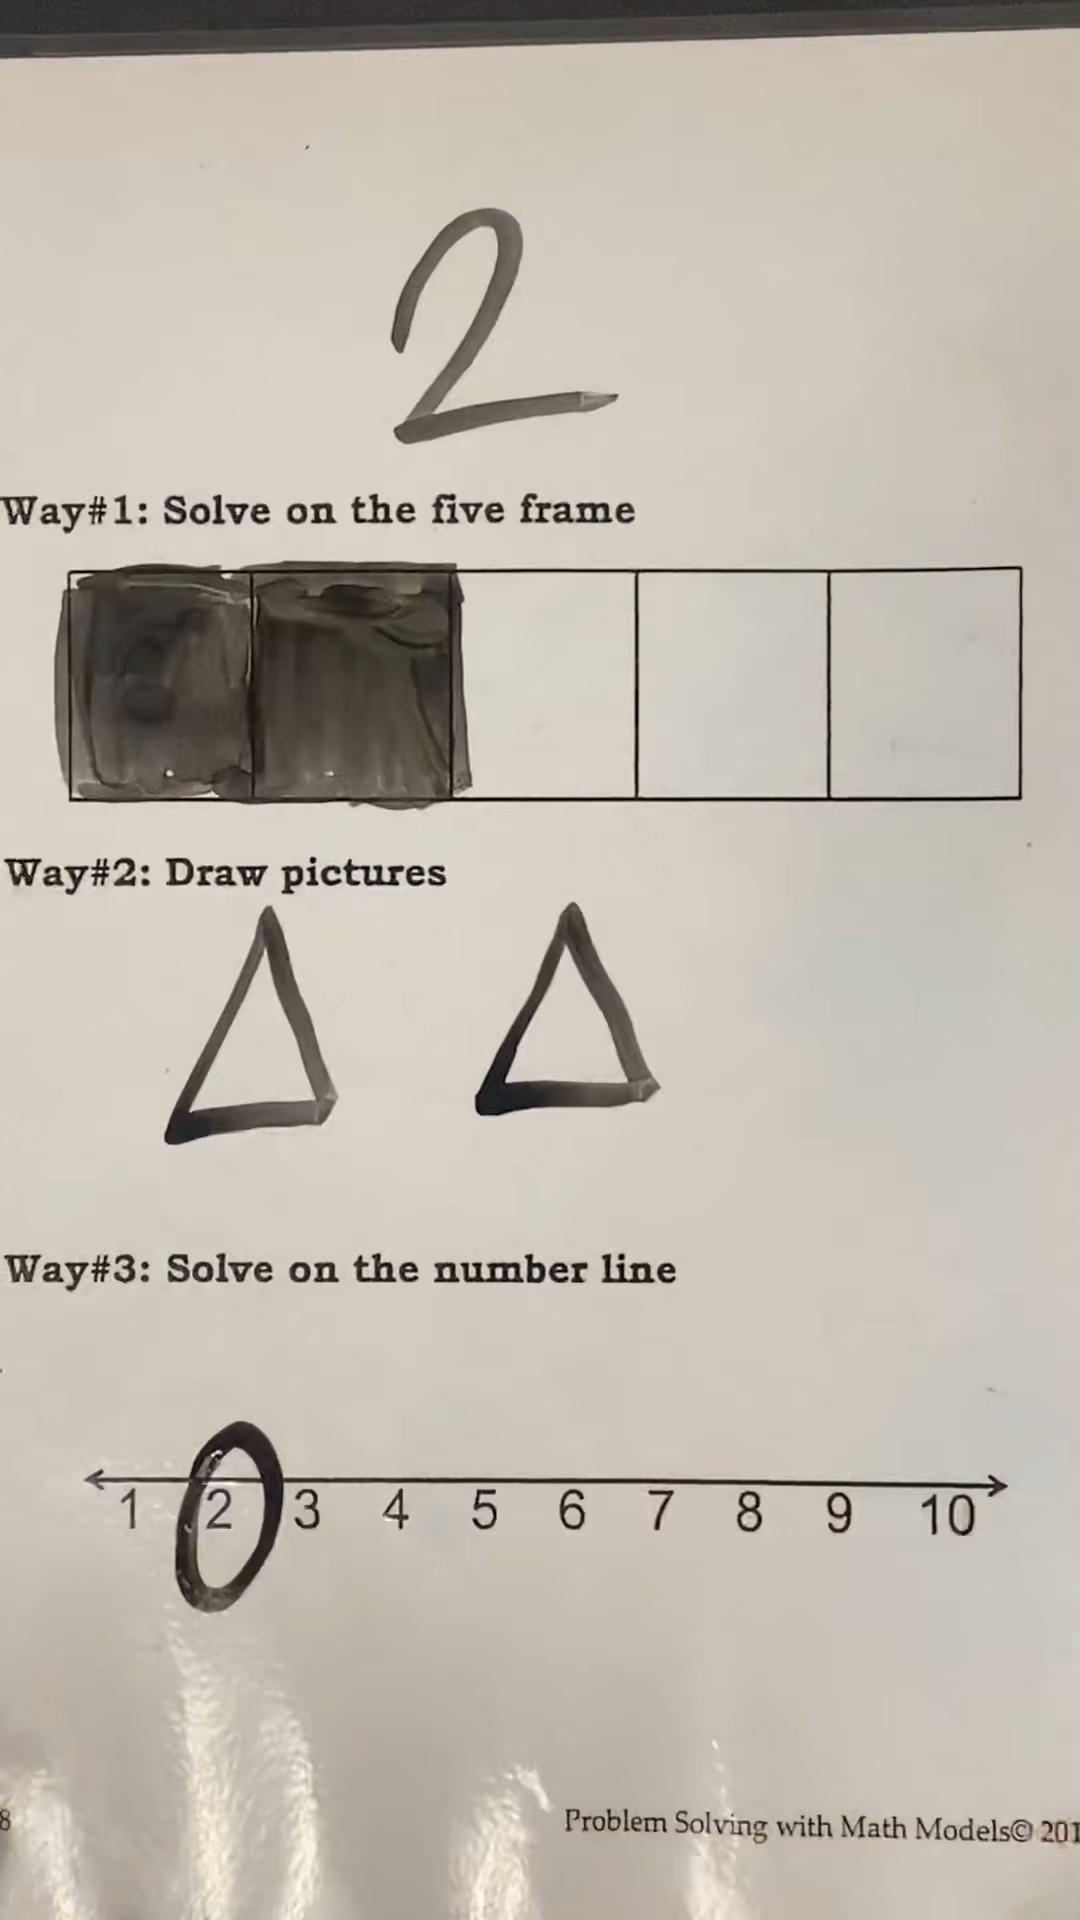 2
Way#1: Solve on the five frame
Way#2: Draw pictures
Way#3: Solve on the number line
1 2 3 4 5 6 7 8 9 10
8 Problem Solving with Math Models© 201